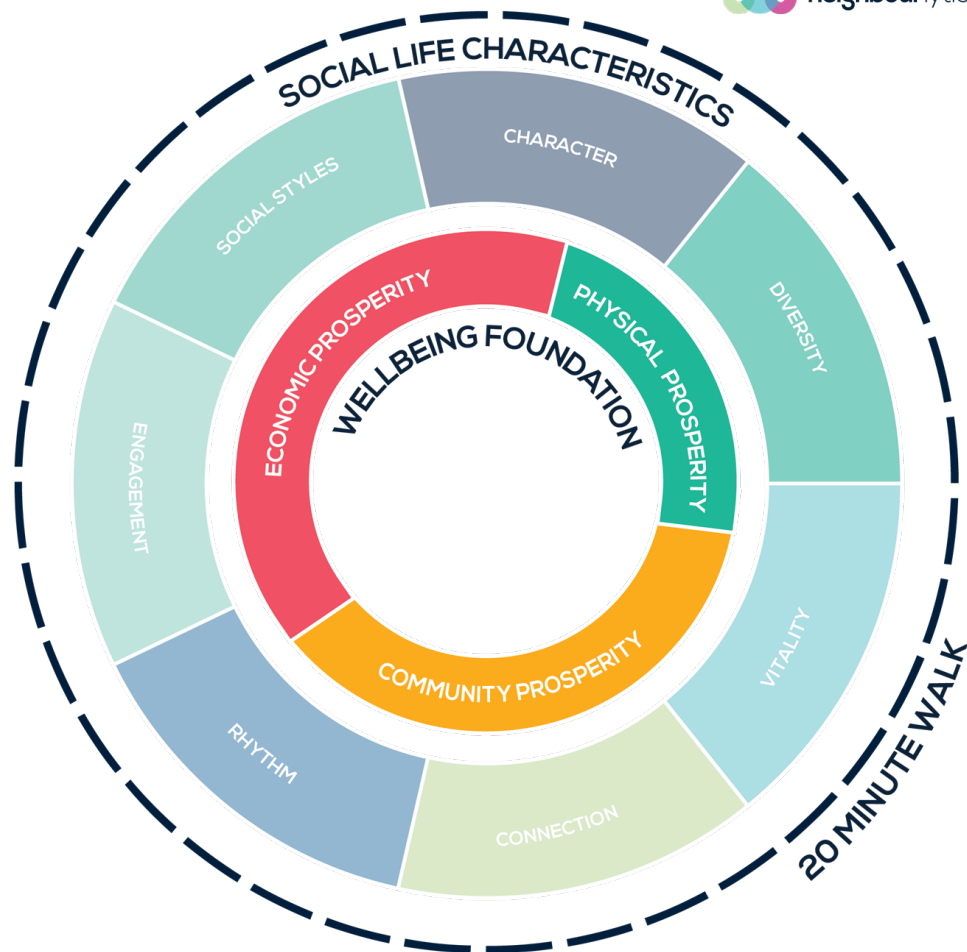 SOCIAL LIFE CHARACTERISTICS
CHARACTER
DIVERSITY
VITALITY
CONNECTION
RHYTHM
ENGAGEMENT
SOCIAL STYLES
ECONOMIC PROSPERITY
PHYSICAL PROSPERITY
COMMUNITY PROSPERITY
WELLBEING FOUNDATION
20 MINUTE WALK